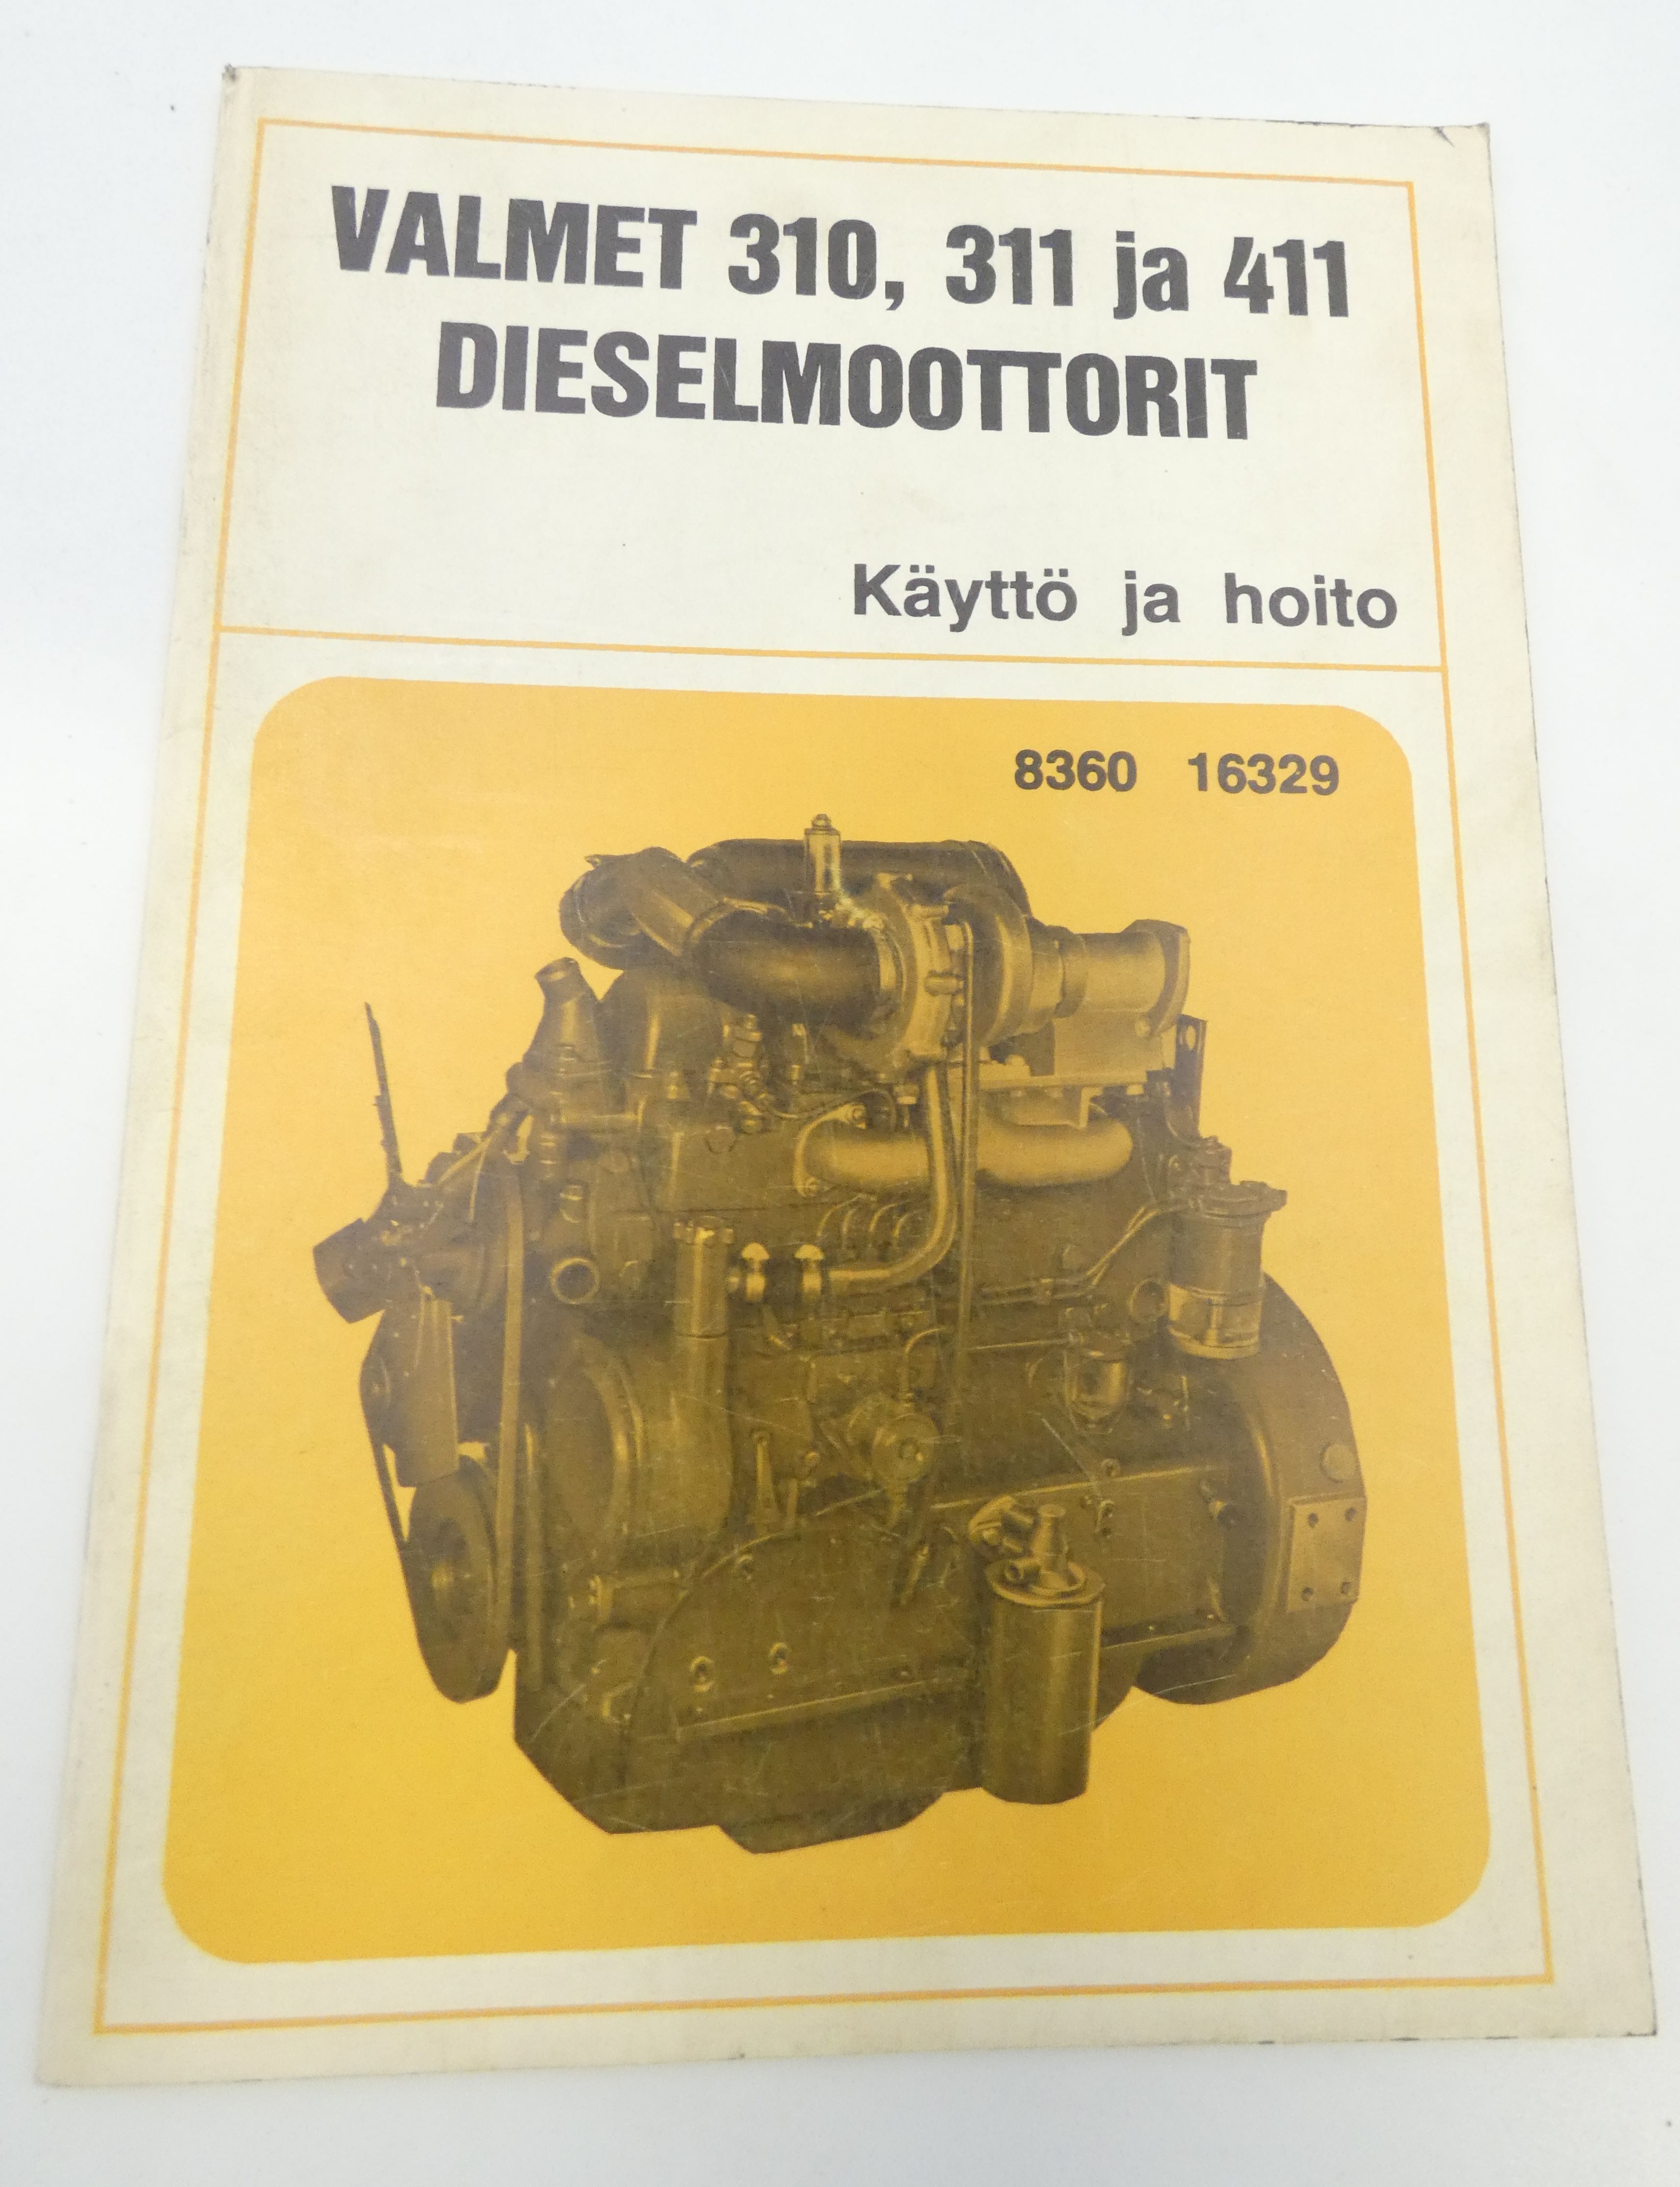 VALMET 310, 311 ja 411
DIESELMOOTTORIT
Käyttö ja hoito
8360 16329